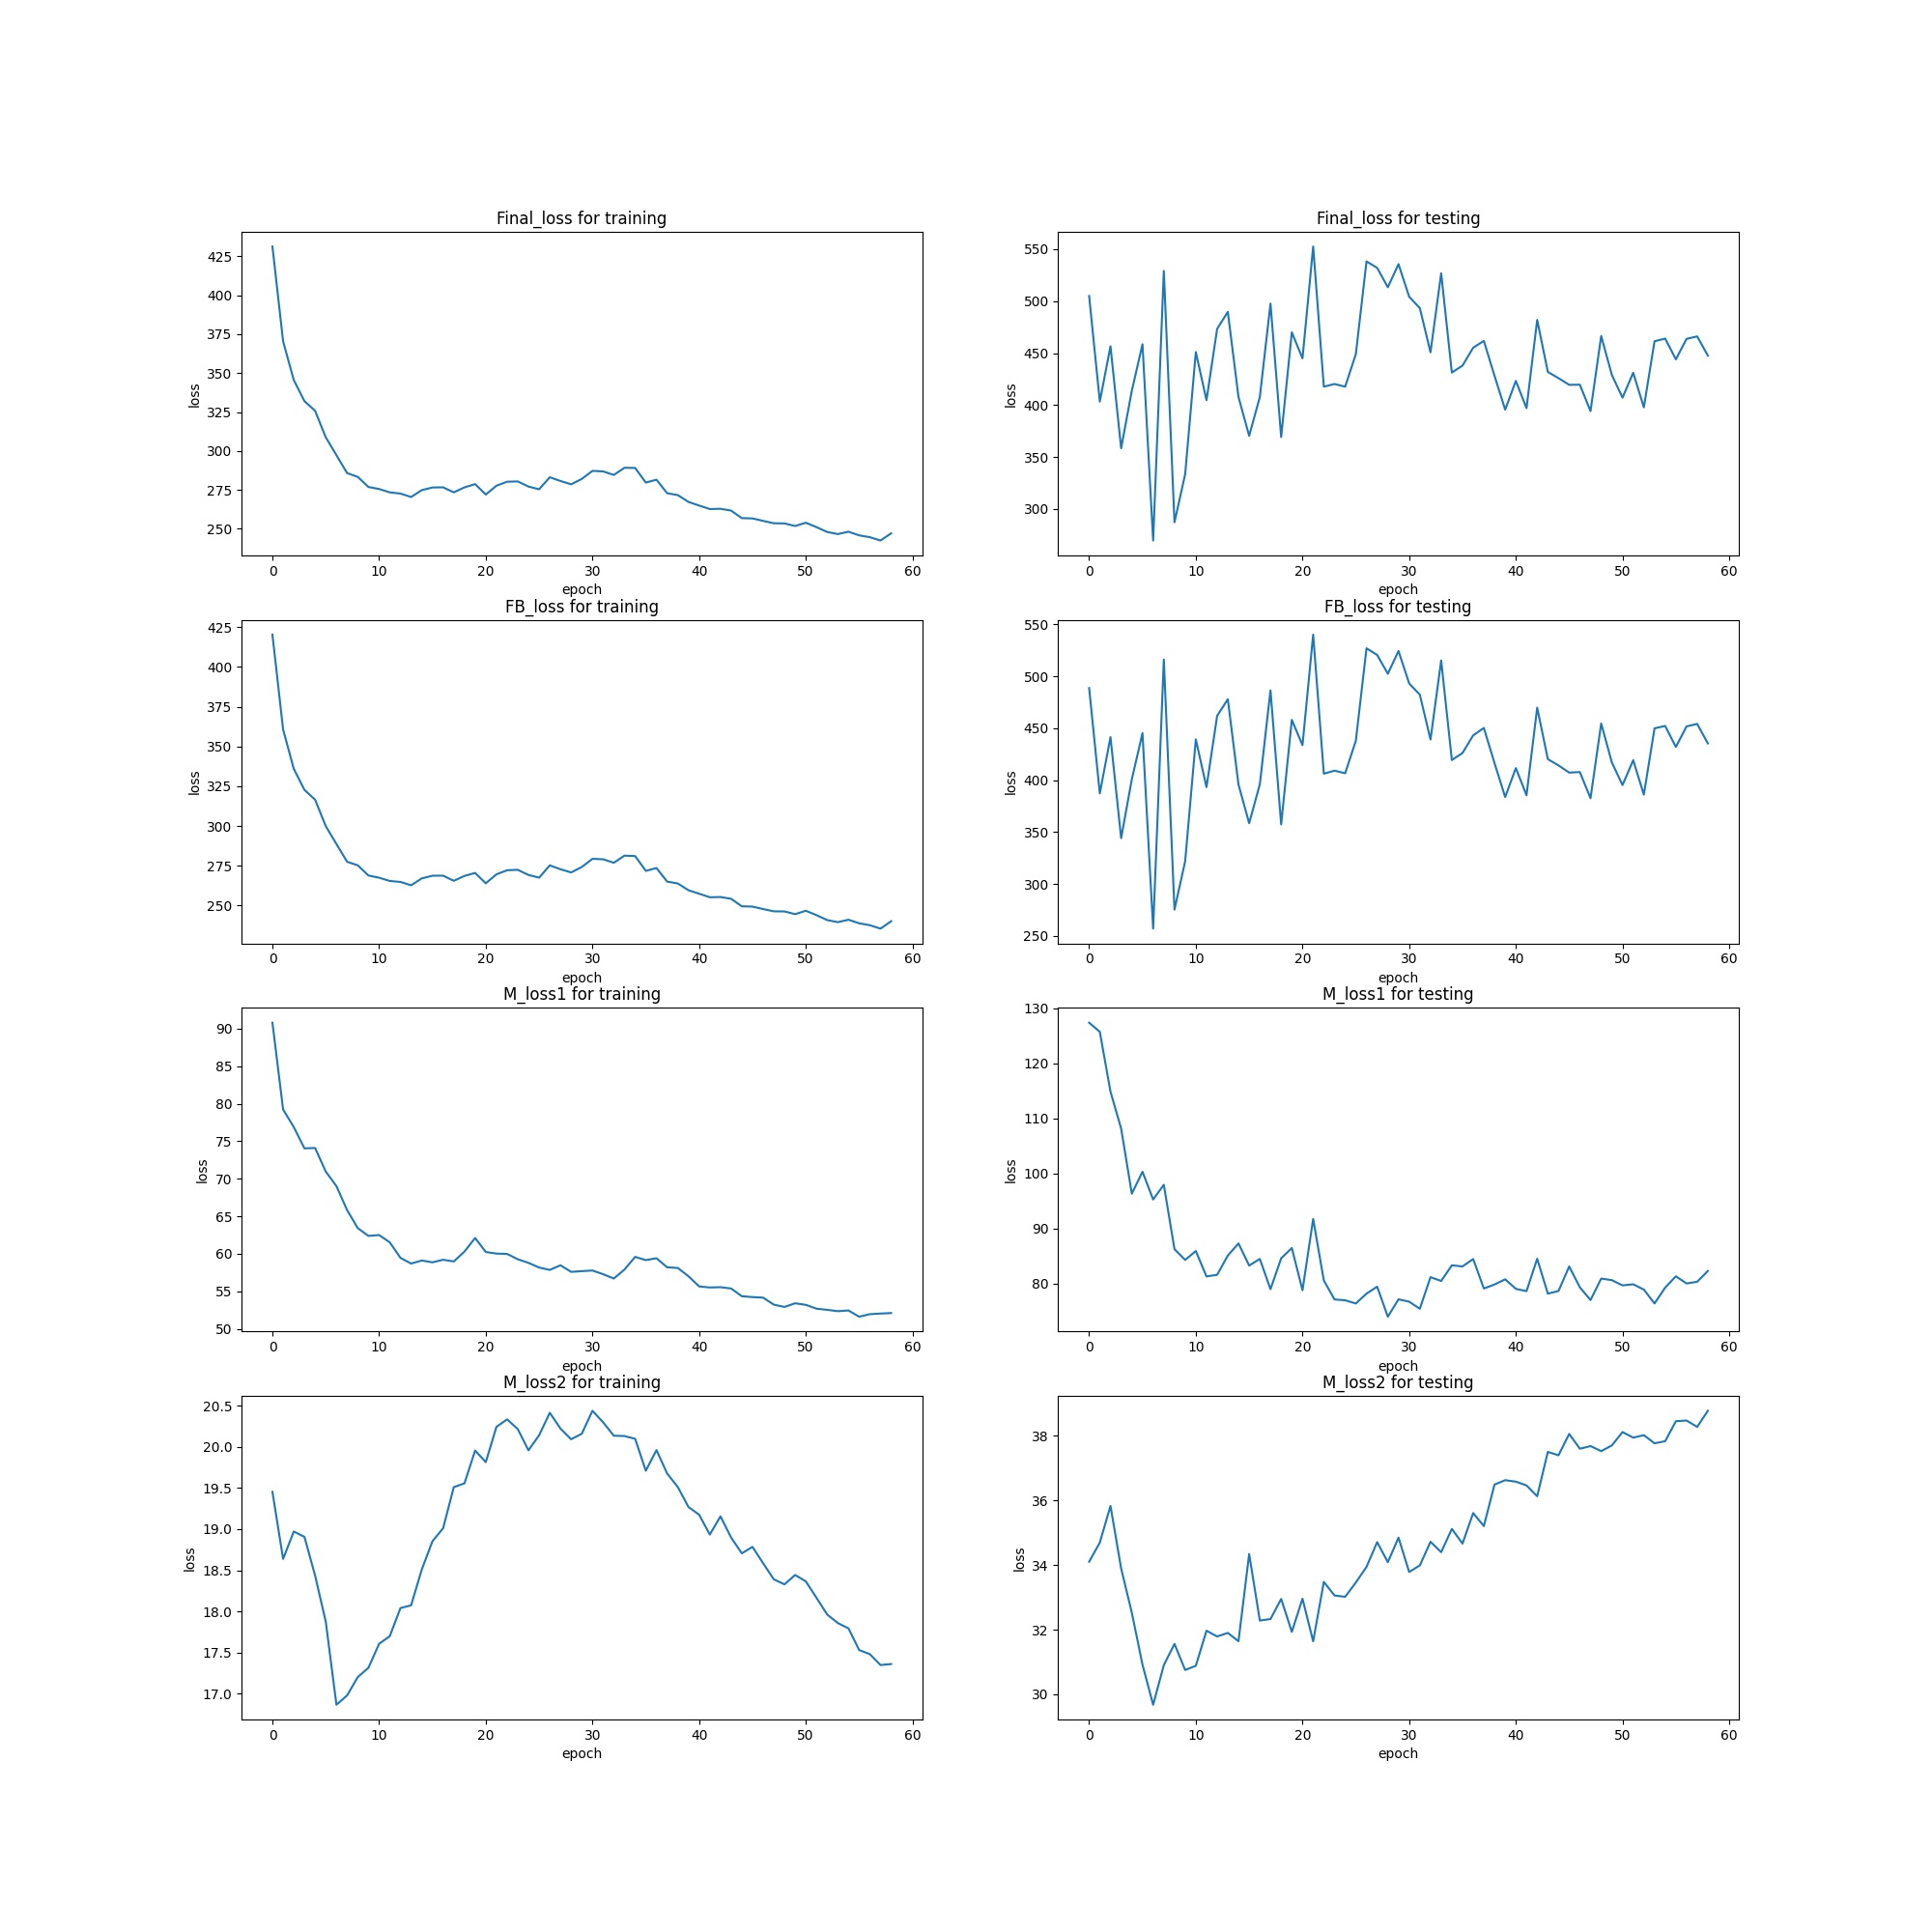 Final_loss for training
425
400
375
350
325
300
275
250
loss
0 10 20 30 40 50 60
epoch
Final_loss for testing
550
500
450
400
350
300
loss
0 10 20 30 40 50 60
epoch
FB_loss for training
425
400
375
350
325
300
275
250
loss
0 10 20 30 40 50 60
epoch
FB_loss for testing
550
500
450
400
350
300
250
loss
0 10 20 30 40 50 60
epoch
M_loss1 for training
90
85
80
75
70
65
60
55
50
loss
0 10 20 30 40 50 60
epoch
M_loss1 for testing
130
120
110
100
90
80
loss
0 10 20 30 40 50 60
epoch
M_loss2 for training
20.5
20.0
19.5
19.0
18.5
18.0
17.5
17.0
loss
0 10 20 30 40 50 60
epoch
M_loss2 for testing
38
36
34
32
30
loss
0 10 20 30 40 50 60
epoch